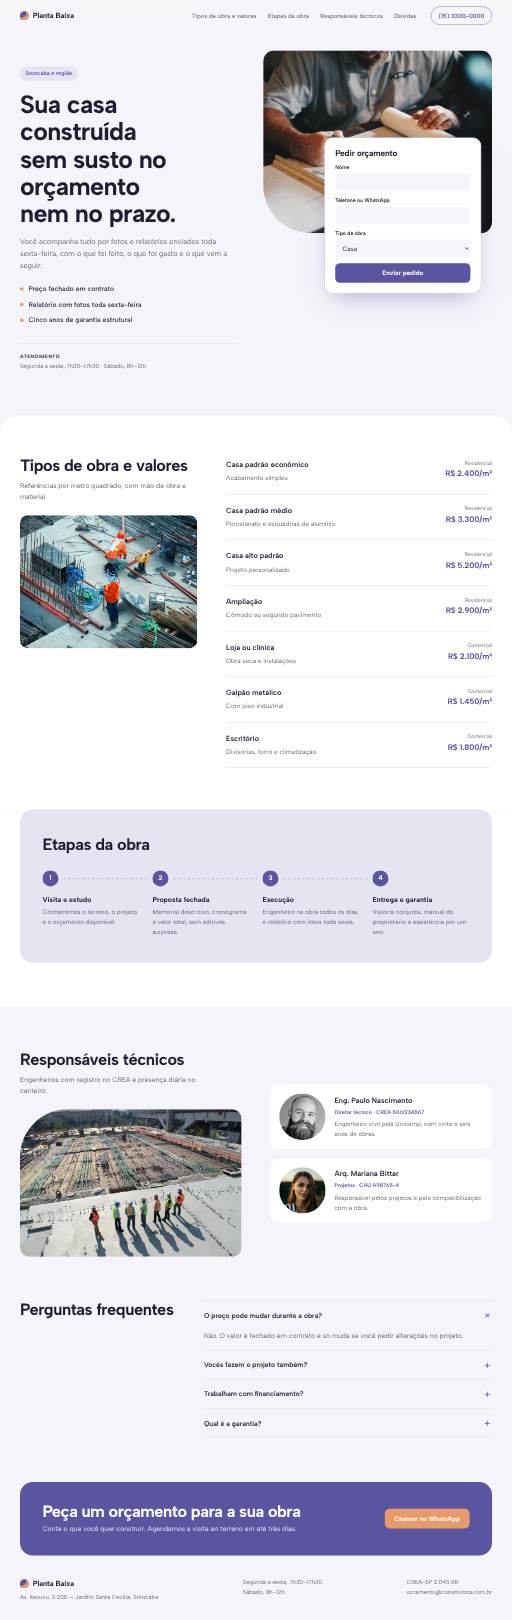 Planta Baixa
Tipos de obra e valores
Etapas da obra
Responsáveis técnicos
Dúvidas
(15) 3300-0000
Sorocaba e região
Sua casa
construída
sem susto no
orçamento
nem no prazo.
Você acompanha tudo por fotos e relatórios enviados toda
sexta-feira, com o que foi feito, o que foi gasto e o que vem a
seguir.
Preço fechado em contrato
Relatório com fotos toda sexta-feira
Cinco anos de garantia estrutural
ATENDIMENTO
Segunda a sexta, 7h30–17h30 · Sábado, 8h–12h
Pedir orçamento
Nome
Telefone ou WhatsApp
Tipo de obra
Casa
Enviar pedido
Tipos de obra e valores
Referências por metro quadrado, com mão de obra e
material.
Casa padrão econômico
Acabamento simples
Residencial
R$ 2.400/m²
Casa padrão médio
Porcelanato e esquadrias de alumínio
Residencial
R$ 3.300/m²
Casa alto padrão
Projeto personalizado
Residencial
R$ 5.200/m²
Ampliação
Cômodo ou segundo pavimento
Residencial
R$ 2.900/m²
Loja ou clínica
Obra seca e instalações
Comercial
R$ 2.100/m²
Galpão metálico
Com piso industrial
Comercial
R$ 1.450/m²
Escritório
Divisórias, forro e climatização
Comercial
R$ 1.800/m²
Etapas da obra
1
Visita e estudo
Conhecemos o terreno, o projeto
e o orçamento disponível.
2
Proposta fechada
Memorial descritivo, cronograma
e valor total, sem aditivos
surpresa.
3
Execução
Engenheiro na obra todos os dias
e relatório com fotos toda sexta.
4
Entrega e garantia
Vistoria conjunta, manual do
proprietário e assistência por um
ano.
Responsáveis técnicos
Engenheiros com registro no CREA e presença diária no
canteiro.
Eng. Paulo Nascimento
Diretor técnico · CREA 5061234567
Engenheiro civil pela Unicamp, com vinte e seis
anos de obras.
Arq. Mariana Bittar
Projetos · CAU A98765-4
Responsável pelos projetos e pela compatibilização
com a obra.
Perguntas frequentes
O preço pode mudar durante a obra?
Não. O valor é fechado em contrato e só muda se você pedir alterações no projeto.
Vocês fazem o projeto também?
Trabalham com financiamento?
Qual é a garantia?
Peça um orçamento para a sua obra
Conte o que você quer construir. Agendamos a visita ao terreno em até três dias.
Chamar no WhatsApp
Planta Baixa
Av. Itavuvu, 3.200 — Jardim Santa Cecília, Sorocaba
Segunda a sexta, 7h30–17h30
Sábado, 8h–12h
CREA-SP 2.045.118
orcamento@construtora.com.br